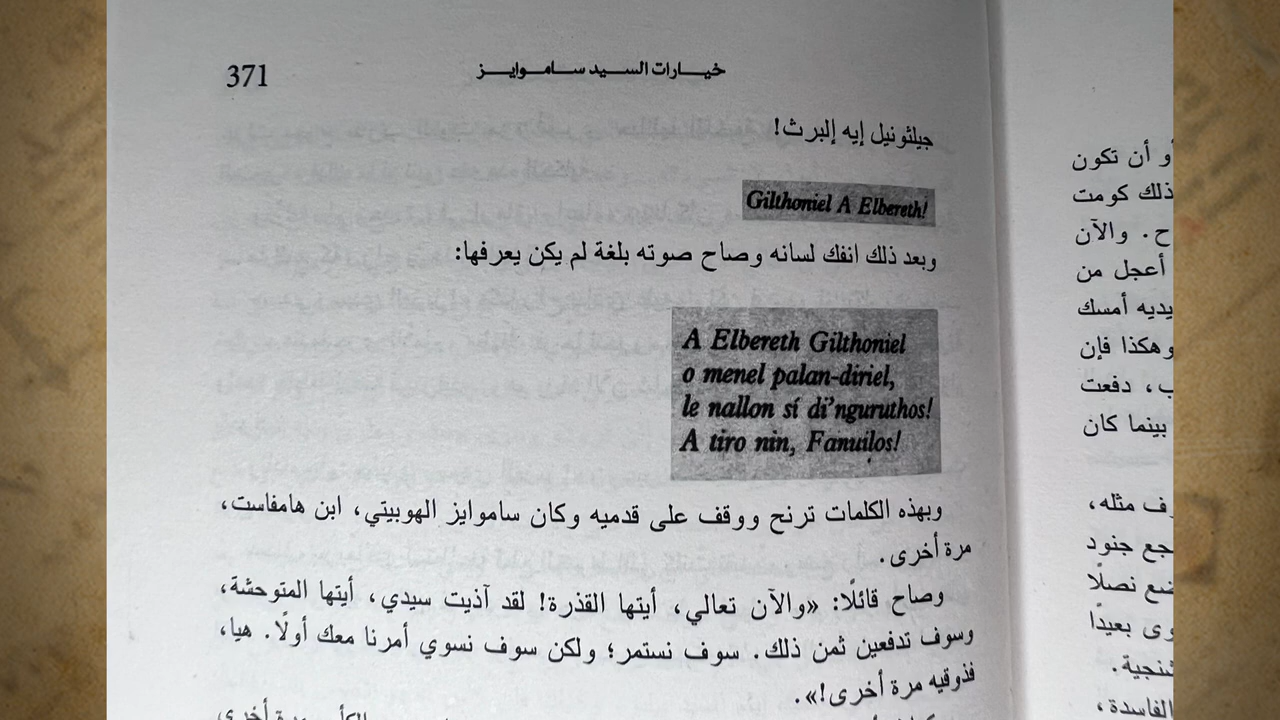 خيارات السيد ساموايز
371
جيلثونيل إيه إلبرث!
Gilthoniel A Elbereth!
وبعد ذلك انفك لسانه وصاح صوته بلغة لم يكن يعرفها:
A Elbereth Gilthoniel
o menel palan-diriel,
le nallon sí di'nguruthos!
A tiro nin, Fanuilos!
وبهذه الكلمات ترنح ووقف على قدميه وكان ساموايز الهوبيتي، ابن هامفاست،
مرة أخرى.
وصاح قائلًا: «والآن تعالي، أيتها القذرة! لقد آذيت سيدي، أيتها المتوحشة،
وسوف تدفعين ثمن ذلك. سوف نستمر؛ ولكن سوف نسوي أمرنا معك أولًا. هيا،
فذوقيه مرة أخرى!».
أو أن تكون
ذلك كومت
ح. والآن
أعجل من
يديه أمسك
وهكذا فإن
ب، دفعت
بينما كان
ف مثله،
جع جنود
ضع نصلًا
وى بعيدًا
شنجية.
الفاسدة،